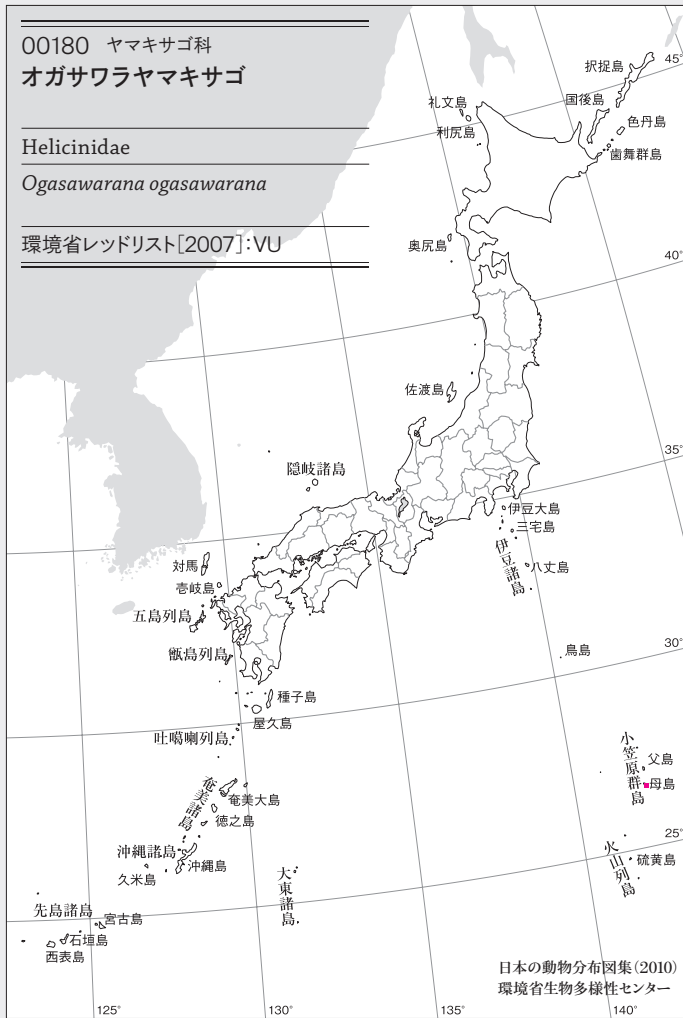 00180 ヤマキサゴ科
オガサワラヤマキサゴ
Helicinidae
Ogasawarana ogasawarana
環境省レッドリスト[2007]:VU
択捉島
45°
国後島
礼文島
色丹島
利尻島
歯舞群島
奥尻島
40°
佐渡島
35°
隠岐諸島
伊豆大島
三宅島
伊豆諸島
八丈島
対馬
壱岐島
五島列島
甑島列島
鳥島
30°
種子島
屋久島
吐噶喇列島
小笠原群島
父島
母島
奄美諸島
奄美大島
徳之島
25°
沖縄諸島
沖縄島
久米島
火山列島
硫黄島
大東諸島
先島諸島
宮古島
石垣島
西表島
日本の動物分布図集(2010)
環境省生物多様性センター
125°
130°
135°
140°